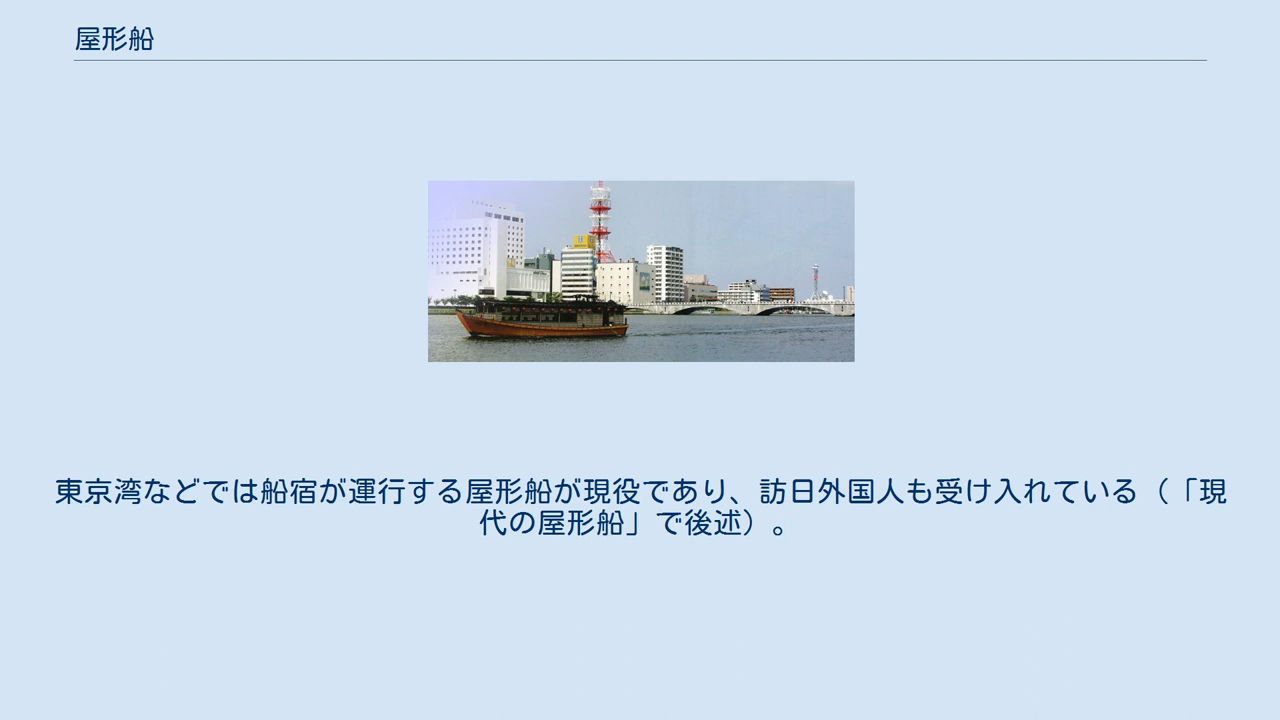 屋形船
東京湾などでは船宿が運行する屋形船が現役であり、訪日外国人も受け入れている（「現
代の屋形船」で後述）。